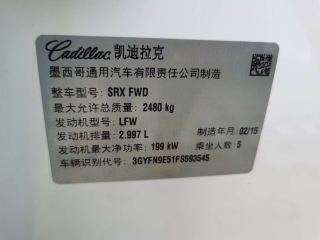 Cadillac 凯迪拉克
墨西哥通用汽车有限责任公司制造
整车型号: SRX FWD
最大允许总质量: 2480 kg
发动机型号: LFW
发动机排量: 2.997 L 制造年月 02/15
发动机最大净功率: 199 kW 乘坐人数 5
车辆识别代号: 3GYFN9E51FS593545